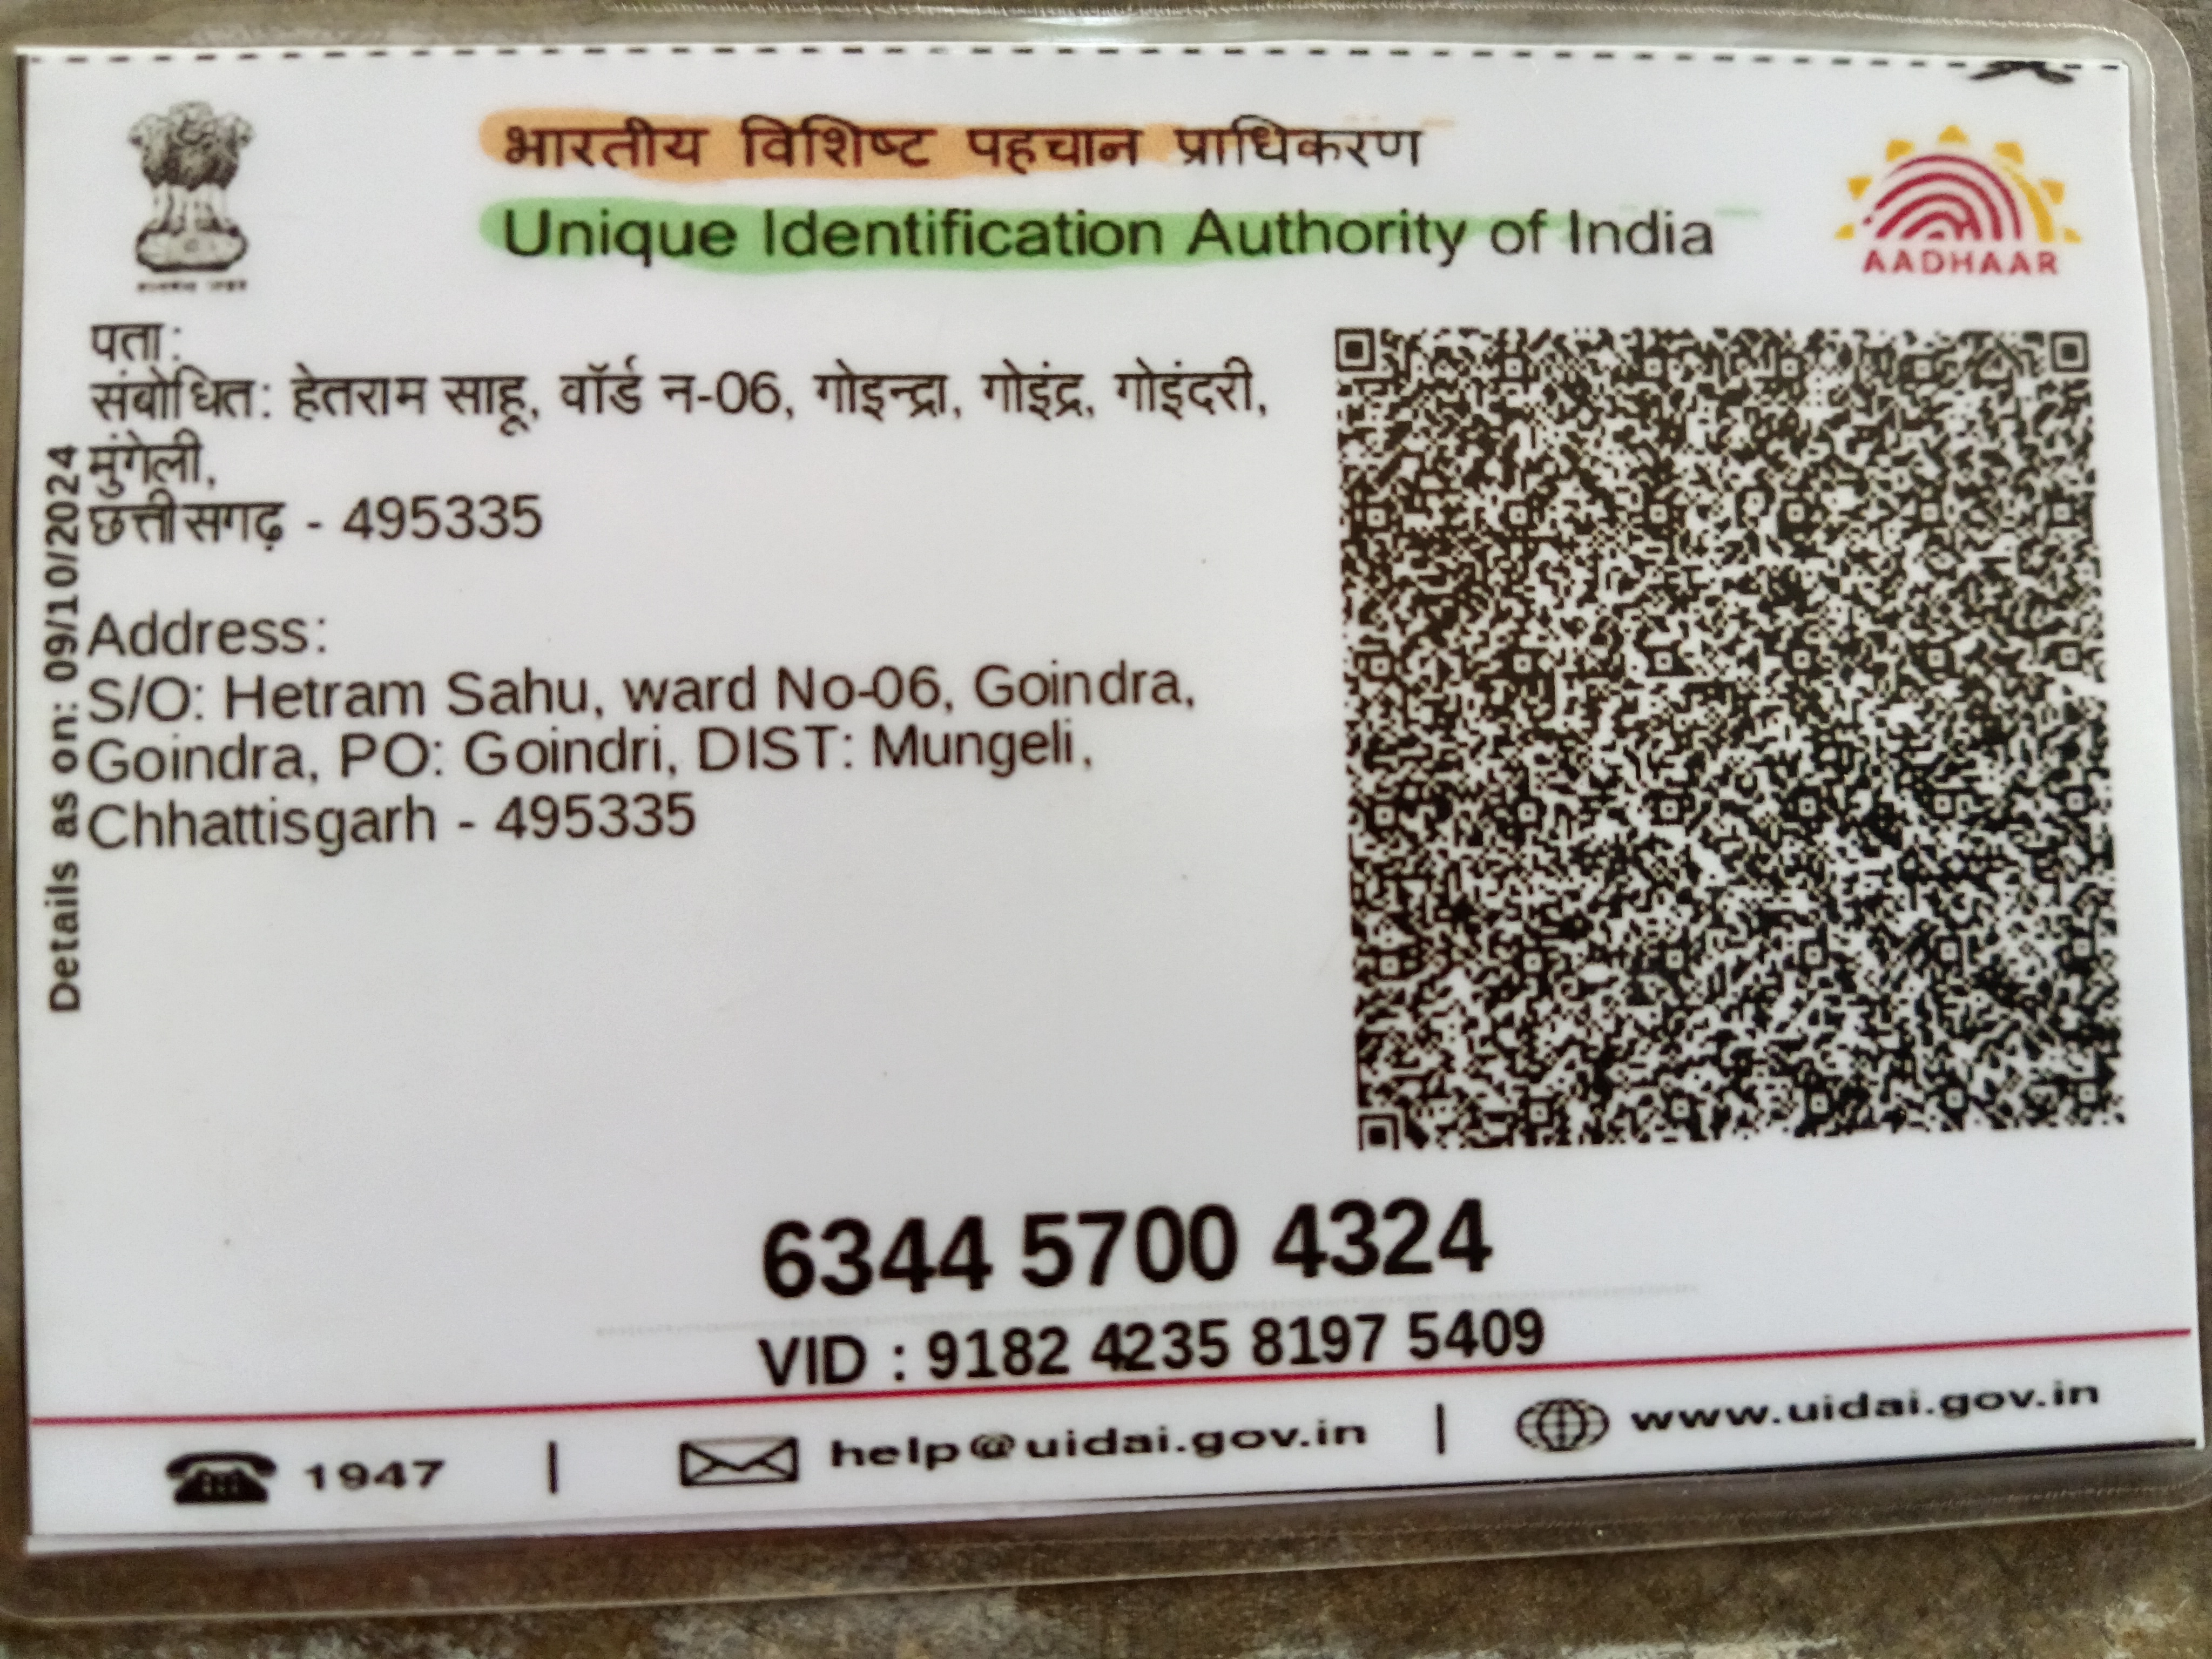 भारतीय विशिष्ट पहचान प्राधिकरण
Unique Identification Authority of India
AADHAAR
पता:
संबोधित: हेतराम साहू, वॉर्ड न-06, गोइन्द्रा, गोइंद्र, गोइंदरी,
मुंगेली,
छत्तीसगढ़ - 495335
Details as on: 09/10/2024
Address:
S/O: Hetram Sahu, ward No-06, Goindra,
Goindra, PO: Goindri, DIST: Mungeli,
Chhattisgarh - 495335
6344 5700 4324
VID : 9182 4235 8197 5409
1947 | help@uidai.gov.in | www.uidai.gov.in